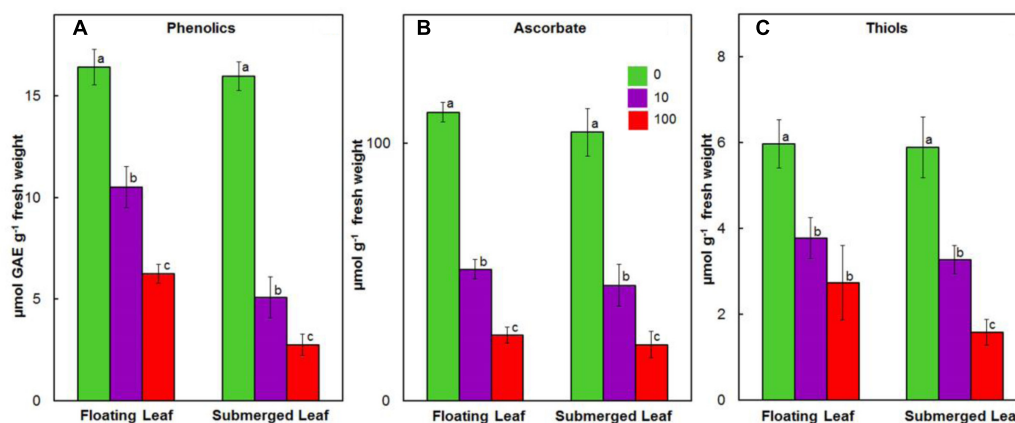 A
Phenolics
µmol GAE g-1 fresh weight
15
10
5
0
a
b
c
a
b
c
Floating Leaf
Submerged Leaf
B
Ascorbate
0
10
100
µmol g-1 fresh weight
100
0
a
b
c
a
b
c
Floating Leaf
Submerged Leaf
C
Thiols
µmol g-1 fresh weight
8
6
4
2
0
a
b
b
a
b
c
Floating Leaf
Submerged Leaf